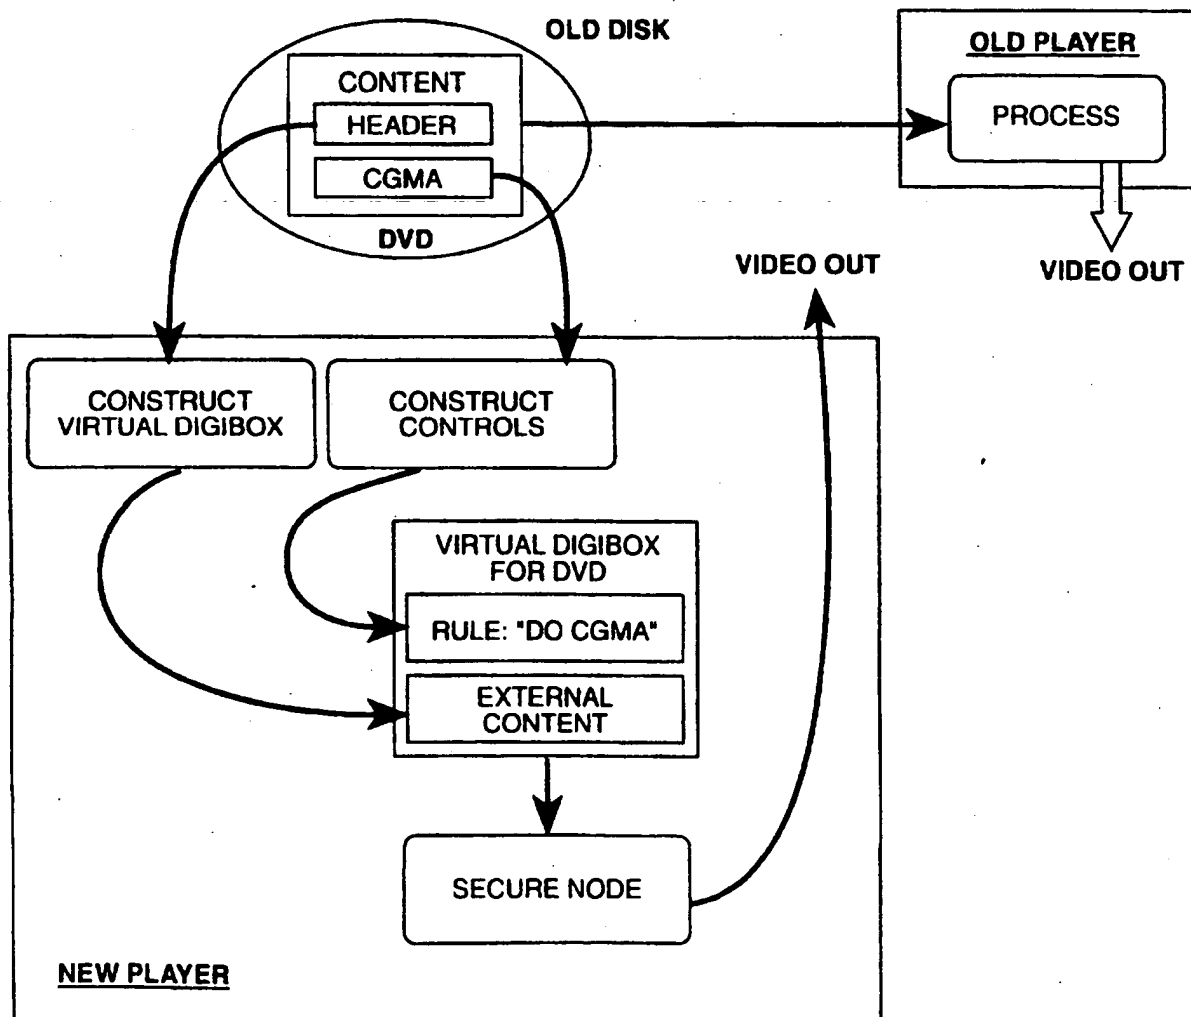 OLD DISK
CONTENT
HEADER
CGMA
DVD
OLD PLAYER
PROCESS
VIDEO OUT
VIDEO OUT
CONSTRUCT
VIRTUAL DIGIBOX
CONSTRUCT
CONTROLS
VIRTUAL DIGIBOX
FOR DVD
RULE: "DO CGMA"
EXTERNAL
CONTENT
SECURE NODE
NEW PLAYER